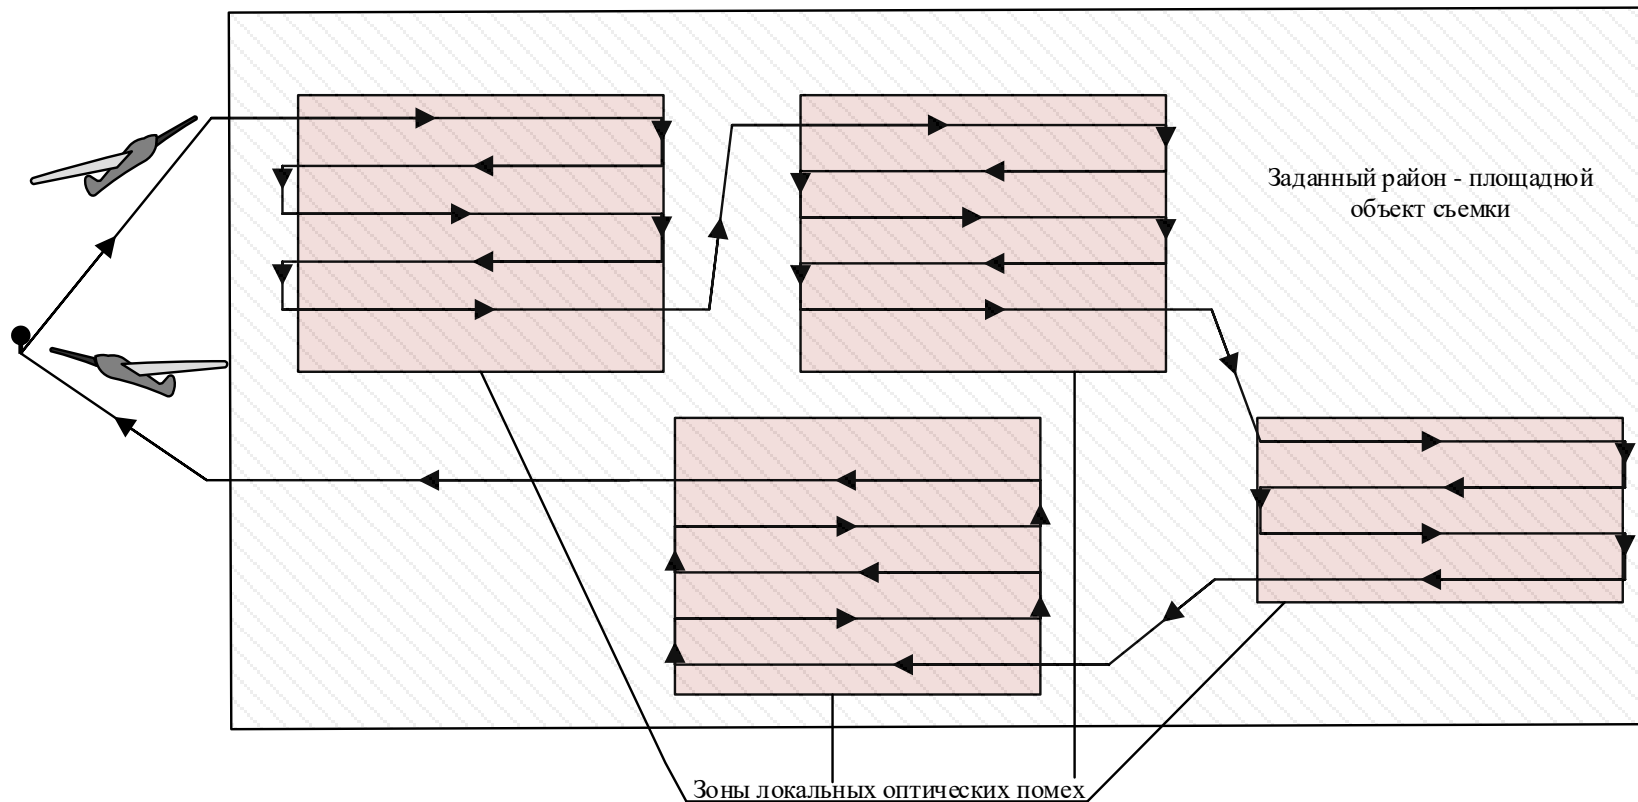 Заданный район - площадной
объект съемки
Зоны локальных оптических помех